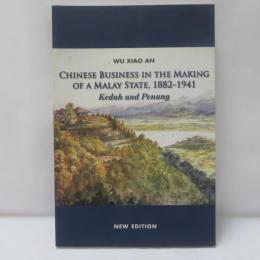 WU XIAO AN
CHINESE BUSINESS IN THE MAKING
OF A MALAY STATE, 1882–1941
Kedah and Penang
NEW EDITION